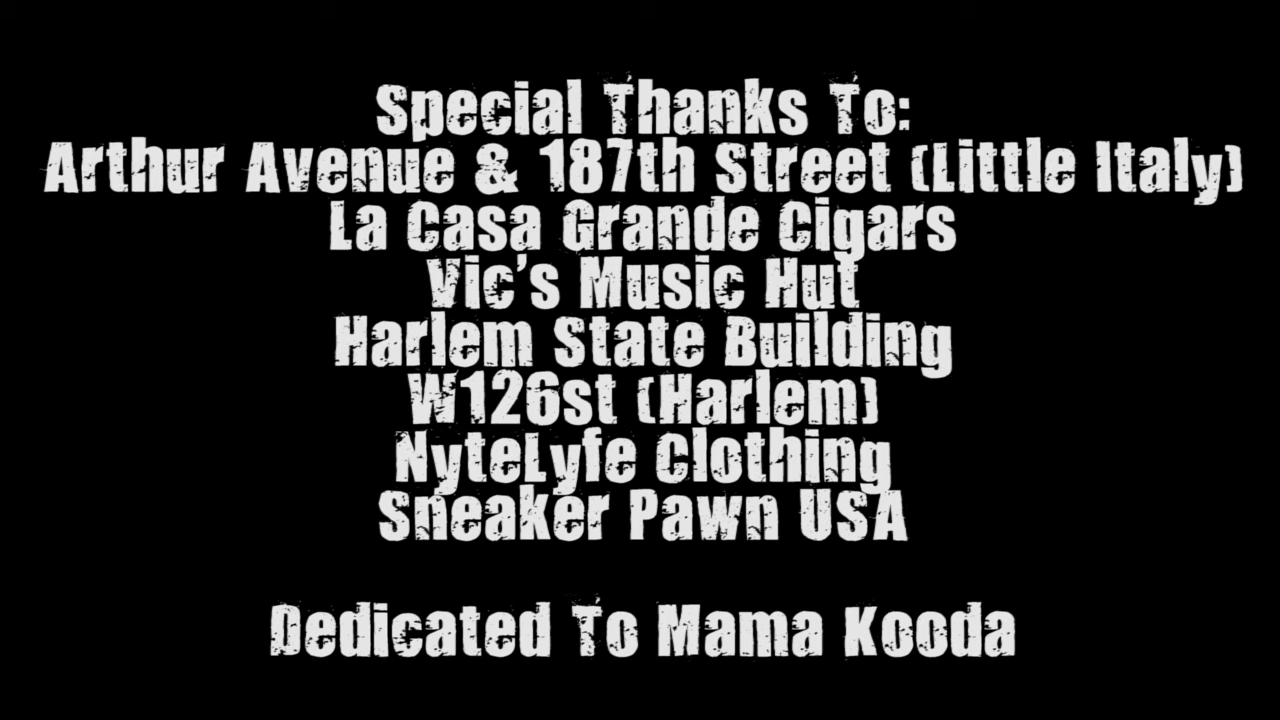 Special Thanks To:
Arthur Avenue & 187th Street (Little Italy)
La Casa Grande Cigars
Vic's Music Hut
Harlem State Building
W126st (Harlem)
NyteLyfe Clothing
Sneaker Pawn USA
Dedicated To Mama Kooda